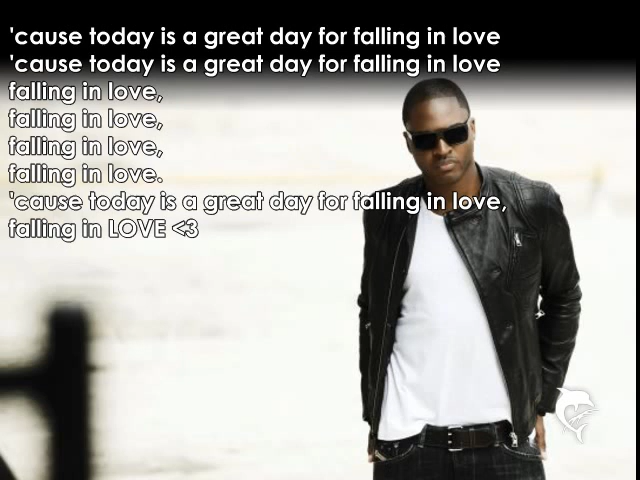 'cause today is a great day for falling in love
'cause today is a great day for falling in love
falling in love,
falling in love,
falling in love,
falling in love.
'cause today is a great day for falling in love,
falling in LOVE <3